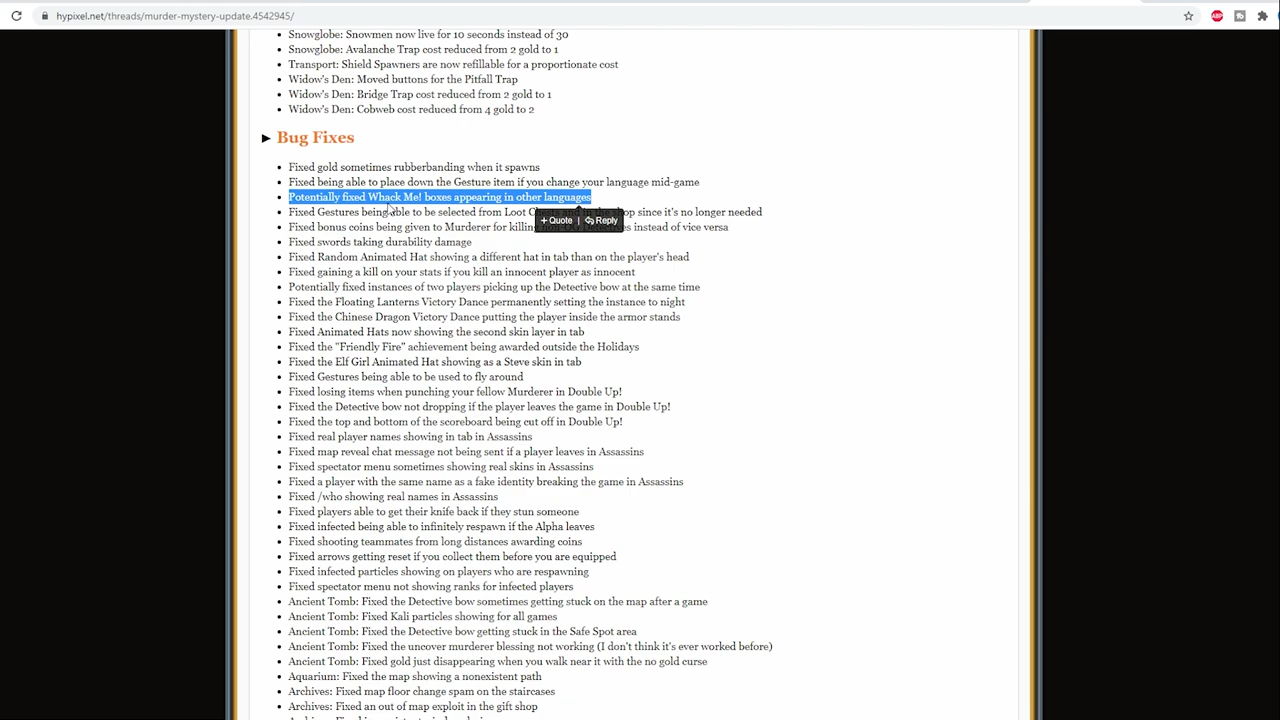 hypixel.net/threads/murder-mystery-update.4542945/
Snowglobe: Snowmen now live for 10 seconds instead of 30
Snowglobe: Avalanche Trap cost reduced from 2 gold to 1
Transport: Shield Spawners are now refillable for a proportionate cost
Widow's Den: Moved buttons for the Pitfall Trap
Widow's Den: Bridge Trap cost reduced from 2 gold to 1
Widow's Den: Cobweb cost reduced from 4 gold to 2
Bug Fixes
Fixed gold sometimes rubberbanding when it spawns
Fixed being able to place down the Gesture item if you change your language mid-game
Potentially fixed Whack Me! boxes appearing in other languages
Fixed Gestures being able to be selected from Loot Chests and in the shop since it's no longer needed
+ Quote | Reply
Fixed bonus coins being given to Murderer for killing instead of vice versa
Fixed swords taking durability damage
Fixed Random Animated Hat showing a different hat in tab than on the player's head
Fixed gaining a kill on your stats if you kill an innocent player as innocent
Potentially fixed instances of two players picking up the Detective bow at the same time
Fixed the Floating Lanterns Victory Dance permanently setting the instance to night
Fixed the Chinese Dragon Victory Dance putting the player inside the armor stands
Fixed Animated Hats now showing the second skin layer in tab
Fixed the "Friendly Fire" achievement being awarded outside the Holidays
Fixed the Elf Girl Animated Hat showing as a Steve skin in tab
Fixed Gestures being able to be used to fly around
Fixed losing items when punching your fellow Murderer in Double Up!
Fixed the Detective bow not dropping if the player leaves the game in Double Up!
Fixed the top and bottom of the scoreboard being cut off in Double Up!
Fixed real player names showing in tab in Assassins
Fixed map reveal chat message not being sent if a player leaves in Assassins
Fixed spectator menu sometimes showing real skins in Assassins
Fixed a player with the same name as a fake identity breaking the game in Assassins
Fixed /who showing real names in Assassins
Fixed players able to get their knife back if they stun someone
Fixed infected being able to infinitely respawn if the Alpha leaves
Fixed shooting teammates from long distances awarding coins
Fixed arrows getting reset if you collect them before you are equipped
Fixed infected particles showing on players who are respawning
Fixed spectator menu not showing ranks for infected players
Ancient Tomb: Fixed the Detective bow sometimes getting stuck on the map after a game
Ancient Tomb: Fixed Kali particles showing for all games
Ancient Tomb: Fixed the Detective bow getting stuck in the Safe Spot area
Ancient Tomb: Fixed the uncover murderer blessing not working (I don't think it's ever worked before)
Ancient Tomb: Fixed gold just disappearing when you walk near it with the no gold curse
Aquarium: Fixed the map showing a nonexistent path
Archives: Fixed map floor change spam on the staircases
Archives: Fixed an out of map exploit in the gift shop